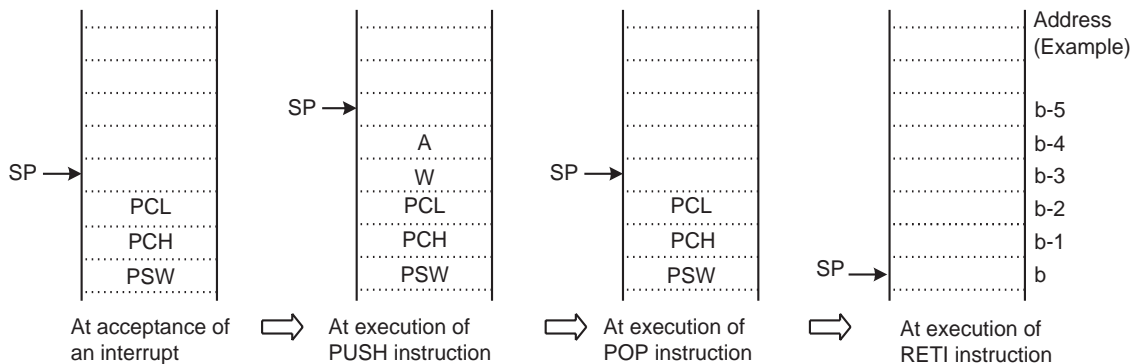 Address
(Example)
SP
b-5
A
b-4
SP
W
SP
b-3
PCL
PCL
PCL
b-2
PCH
PCH
PCH
b-1
PSW
PSW
PSW
SP
b
At acceptance of
an interrupt
At execution of
PUSH instruction
At execution of
POP instruction
At execution of
RETI instruction